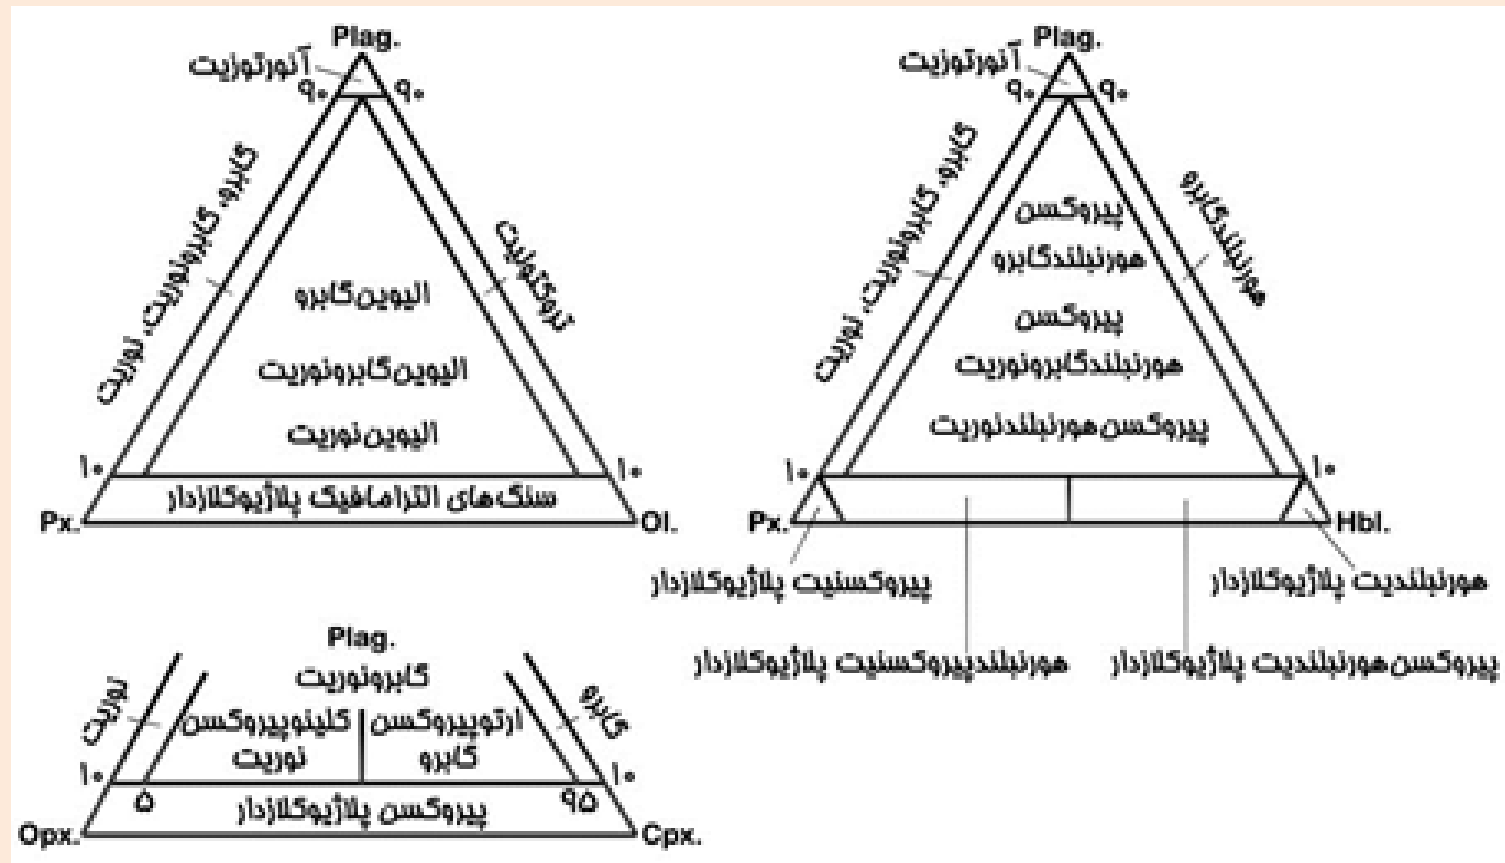 Plag.
آنورتوزیت
۹۰
۹۰
گابرو، گابرونوریت، نوریت
تروکتولیت
الیوین‌گابرو
الیوین‌گابرونوریت
الیوین‌نوریت
۱۰
۱۰
سنگ‌های الترامافیک پلاژیوکلازدار
Px.
Ol.
Plag.
آنورتوزیت
۹۰
۹۰
گابرو، گابرونوریت، نوریت
هورنبلندگابرو
پیروکسن
هورنبلندگابرو
پیروکسن
هورنبلندگابرونوریت
پیروکسن‌هورنبلندنوریت
۱۰
۱۰
Px.
Hbl.
پیروکسنیت پلاژیوکلازدار
هورنبلندیت پلاژیوکلازدار
هورنبلندپیروکسنیت پلاژیوکلازدار
پیروکسن‌هورنبلندیت پلاژیوکلازدار
Plag.
گابرونوریت
نوریت
گابرو
کلینوپیروکسن
نوریت
ارتوپیروکسن
گابرو
۱۰
۱۰
۵
۹۵
پیروکسن پلاژیوکلازدار
Opx.
Cpx.